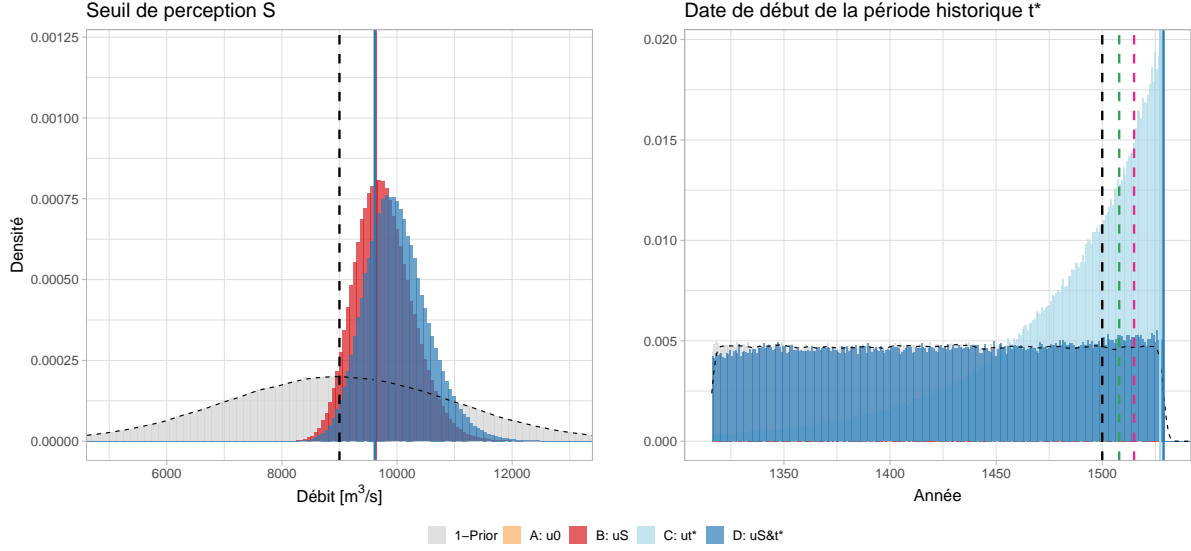 Seuil de perception S
Densité
0.00125
0.00100
0.00075
0.00050
0.00025
0.00000
6000 8000 10000 12000
Débit [m³/s]
Date de début de la période historique t*
0.020
0.015
0.010
0.005
0.000
1350 1400 1450 1500
Année
1−Prior A: u0 B: uS C: ut* D: uS&t*